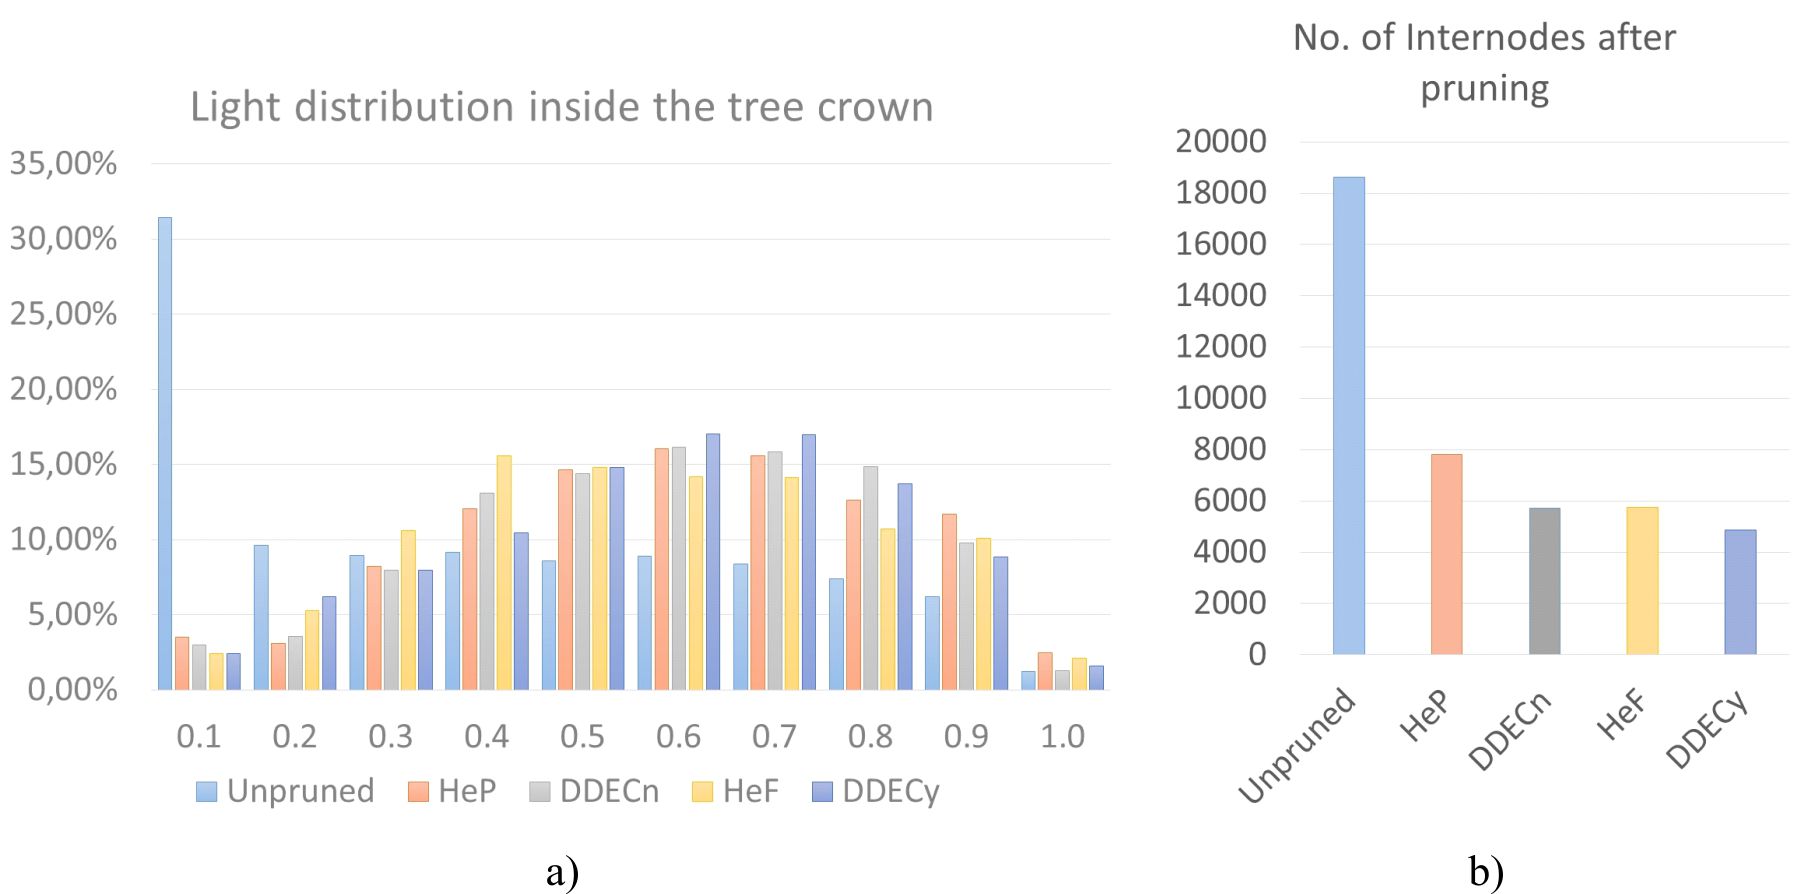 Light distribution inside the tree crown
35,00%
30,00%
25,00%
20,00%
15,00%
10,00%
5,00%
0,00%
0.1 0.2 0.3 0.4 0.5 0.6 0.7 0.8 0.9 1.0
Unpruned HeP DDECn HeF DDECy
a)
No. of Internodes after
pruning
20000
18000
16000
14000
12000
10000
8000
6000
4000
2000
0
Unpruned HeP DDECn HeF DDECy
b)